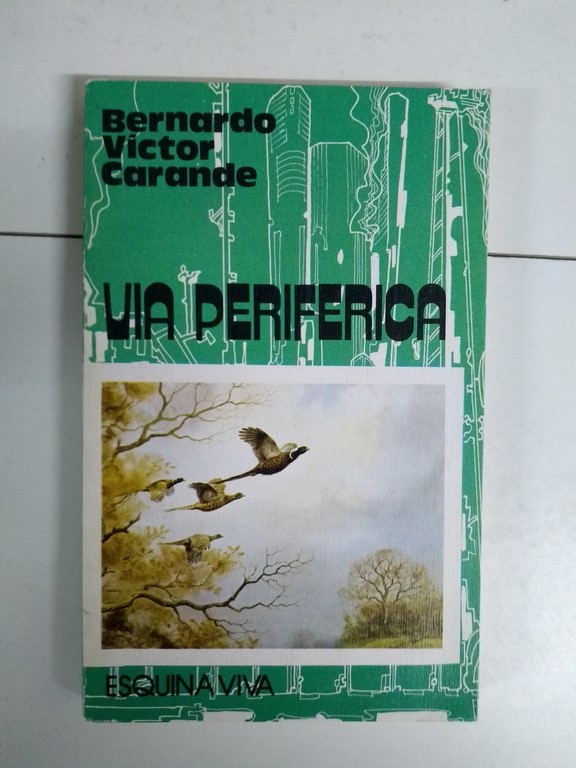 Bernardo
Víctor
Carande
VIA PERIFERICA
ESQUINA VIVA